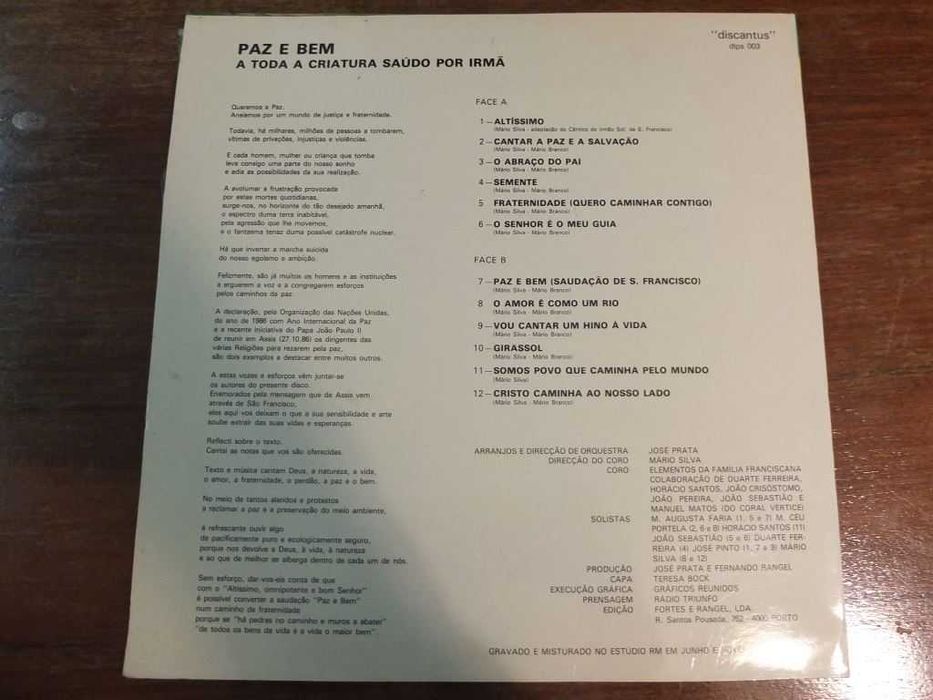 PAZ E BEM
A TODA A CRIATURA SAÚDO POR IRMÃ
"discantus"
dips 003
Queremos a Paz.
Ansiamos por um mundo de justiça e fraternidade.
Todavia, há milhares, milhões de pessoas a tombarem,
vítimas de privações, injustiças e violências.
E cada homem, mulher ou criança que tomba
leva consigo uma parte do nosso sonho
e adia as possibilidades da sua realização.
A avolumar a frustração provocada
por estas mortes quotidianas,
surge-nos, no horizonte do tão desejado amanhã,
o espectro duma terra inabitável,
pela agressão que lhe movemos,
e o fantasma tenaz duma possível catástrofe nuclear.
Há que inverter a marcha suicida
do nosso egoísmo e ambição.
Felizmente, são já muitos os homens e as instituições
a erguerem a voz e a congregarem esforços
pelos caminhos da paz.
A declaração, pela Organização das Nações Unidas,
do ano de 1986 com Ano Internacional da Paz
e a recente iniciativa do Papa João Paulo II
de reunir em Assis (27.10.86) os dirigentes das
várias Religiões para rezarem pela paz,
são dois exemplos a destacar entre muitos outros.
A estas vozes e esforços vêm juntar-se
os autores do presente disco.
Enamorados pela mensagem que de Assis vem
através de São Francisco,
eles aqui vos deixam o que a sua sensibilidade e arte
soube extrair das suas vidas e esperanças.
Reflecti sobre o texto.
Cantai as notas que vos são oferecidas.
Texto e música cantam Deus, a natureza, a vida,
o amor, a fraternidade, o perdão, a paz e o bem.
No meio de tantos alaridos e protestos
a reclamar a paz e a preservação do meio ambiente,
é refrescante ouvir algo
de pacificamente puro e ecologicamente seguro,
porque nos devolve a Deus, à vida, à natureza
e ao que de melhor se alberga dentro de cada um de nós.
Sem esforço, dar-vos-eis conta de que
com o "Altíssimo, omnipotente e bom Senhor"
é possível converter a saudação "Paz e Bem"
num caminho de fraternidade
porque se "há pedras no caminho e muros a abater"
"de todos os bens da vida é a vida o maior bem".
FACE A
1 — ALTÍSSIMO
(Mário Silva - adaptação do Cântico do irmão Sol, de S. Francisco)
2 — CANTAR A PAZ E A SALVAÇÃO
(Mário Silva - Mário Branco)
3 — O ABRAÇO DO PAI
(Mário Silva - Mário Branco)
4 — SEMENTE
(Mário Silva - Mário Branco)
5 FRATERNIDADE (QUERO CAMINHAR CONTIGO)
(Mário Silva - Mário Branco)
6 — O SENHOR É O MEU GUIA
(Mário Silva - Mário Branco)
FACE B
7 — PAZ E BEM (SAUDAÇÃO DE S. FRANCISCO)
(Mário Silva - Mário Branco)
8 O AMOR É COMO UM RIO
(Mário Silva - Mário Branco)
9 — VOU CANTAR UM HINO À VIDA
(Mário Silva - Mário Branco)
10 — GIRASSOL
(Mário Silva - Mário Branco)
11 — SOMOS POVO QUE CAMINHA PELO MUNDO
(Mário Silva)
12 — CRISTO CAMINHA AO NOSSO LADO
(Mário Silva - Mário Branco)
ARRANJOS E DIRECÇÃO DE ORQUESTRA JOSÉ PRATA
DIRECÇÃO DO CORO MÁRIO SILVA
CORO ELEMENTOS DA FAMÍLIA FRANCISCANA
COLABORAÇÃO DE DUARTE FERREIRA,
HORÁCIO SANTOS, JOÃO CRISÓSTOMO,
JOÃO PEREIRA, JOÃO SEBASTIÃO E
MANUEL MATOS (DO CORAL VÉRTICE)
SOLISTAS M. AUGUSTA FARIA (1, 5 e 7) M. CÉU
PORTELA (2, 6 e 8) HORÁCIO SANTOS (11)
JOÃO SEBASTIÃO (5 e 6) DUARTE FER-
REIRA (4) JOSÉ PINTO (1, 7 e 9) MÁRIO
SILVA (6 e 12)
PRODUÇÃO JOSÉ PRATA E FERNANDO RANGEL
CAPA TERESA BOCK
EXECUÇÃO GRÁFICA GRÁFICOS REUNIDOS
PRENSAGEM RÁDIO TRIUNFO
EDIÇÃO FORTES E RANGEL, LDA.
R. Santos Pousada, 752 - 4000 PORTO
GRAVADO E MISTURADO NO ESTÚDIO RM EM JUNHO E